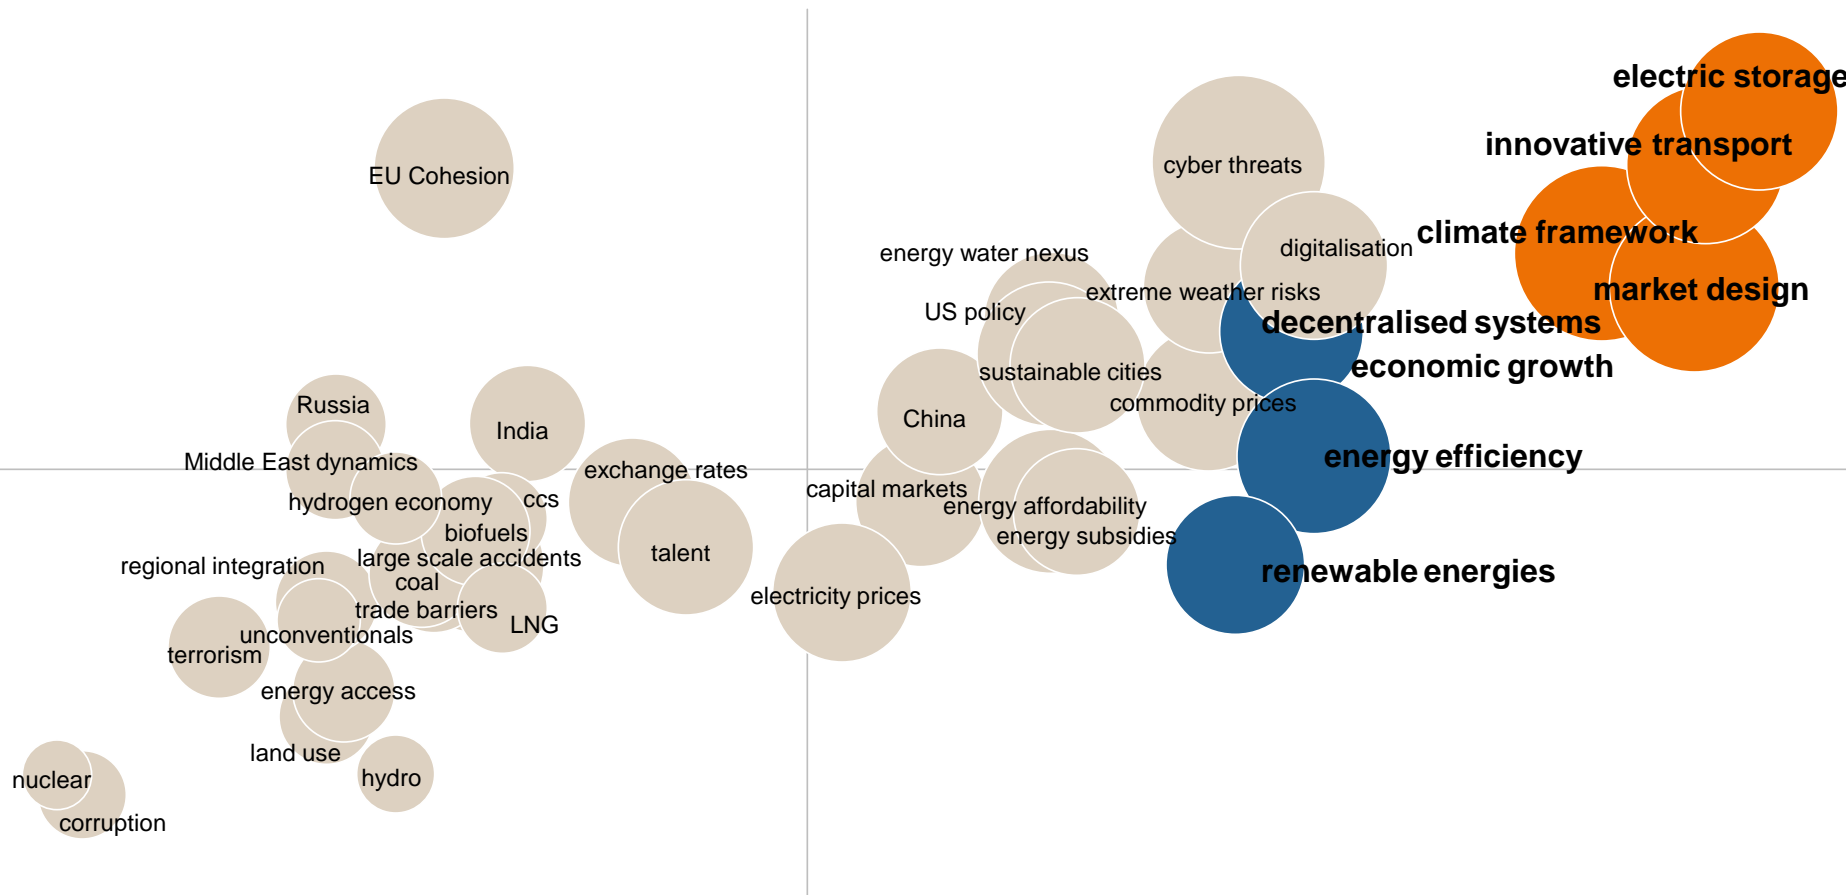 electric storage
innovative transport
EU Cohesion
cyber threats
climate framework
digitalisation
energy water nexus
market design
extreme weather risks
US policy
decentralised systems
economic growth
sustainable cities
commodity prices
Russia
China
India
energy efficiency
Middle East dynamics
exchange rates
capital markets
hydrogen economy
ccs
energy affordability
biofuels
energy subsidies
talent
large scale accidents
regional integration
renewable energies
coal
electricity prices
trade barriers
LNG
unconventionals
terrorism
energy access
land use
hydro
nuclear
corruption